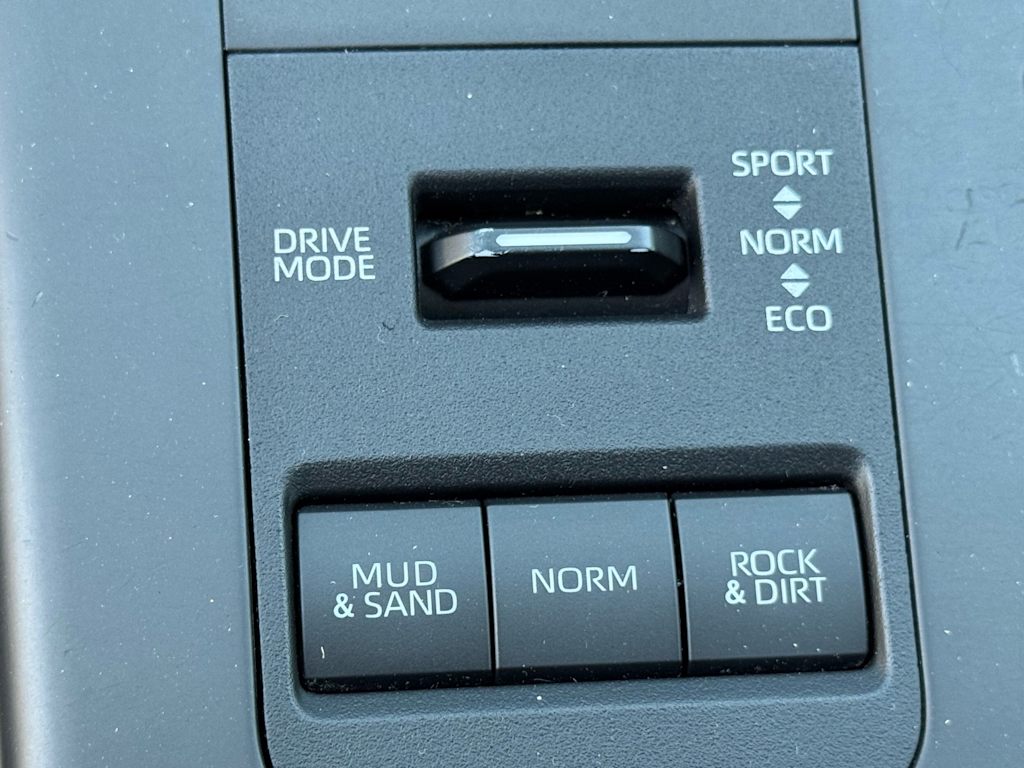 SPORT
DRIVE
MODE
NORM
ECO
MUD
& SAND
NORM
ROCK
& DIRT